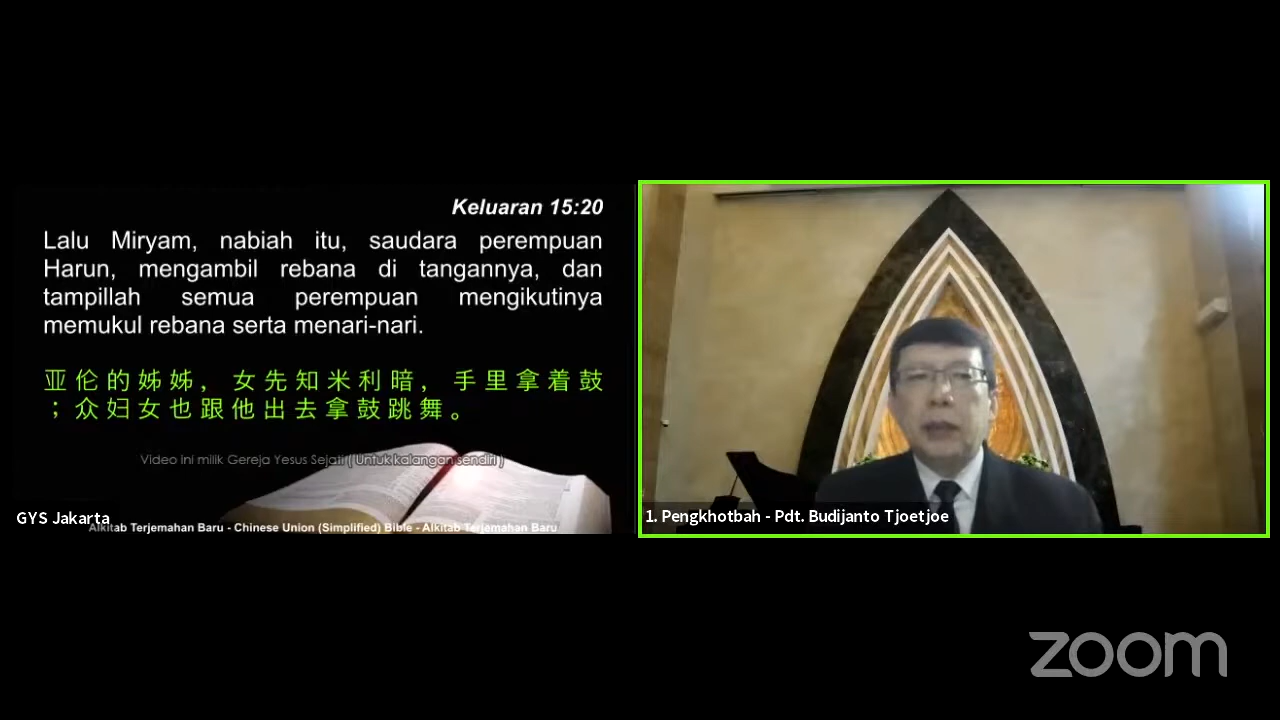 Keluaran 15:20
Lalu Miryam, nabiah itu, saudara perempuan
Harun, mengambil rebana di tangannya, dan
tampillah semua perempuan mengikutinya
memukul rebana serta menari-nari.
亚伦的姊姊，女先知米利暗，手里拿着鼓
；众妇女也跟他出去拿鼓跳舞。
Video ini milik Gereja Yesus Sejati ( Untuk kalangan sendiri )
GYS Jakarta
Alkitab Terjemahan Baru - Chinese Union (Simplified) Bible - Alkitab Terjemahan Baru
1. Pengkhotbah - Pdt. Budijanto Tjoetjoe
zoom